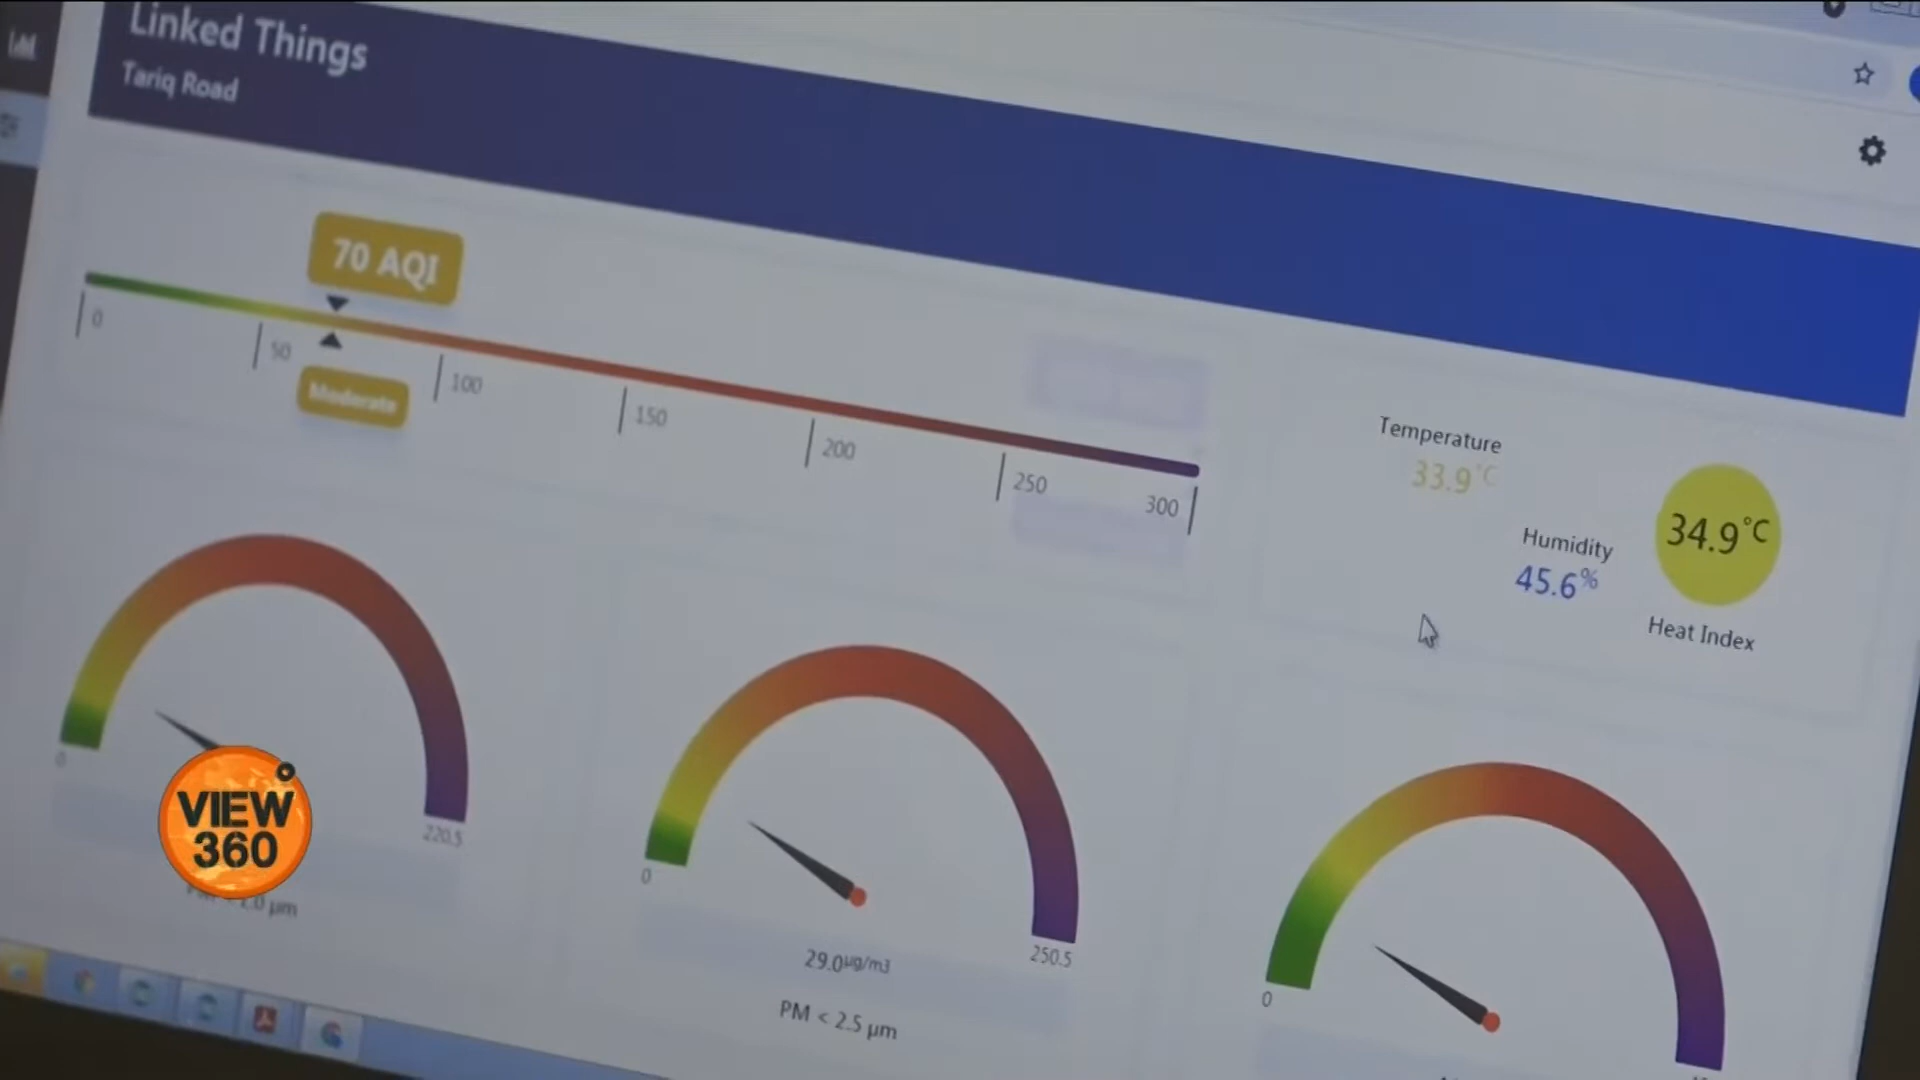 Linked Things
Tariq Road
70 AQI
0
50
100
150
200
250
300
Moderate
Temperature
33.9°C
Humidity
45.6%
34.9°C
Heat Index
0
220.5
VIEW
360°
µm
0
250.5
29.0µg/m3
PM < 2.5 µm
0